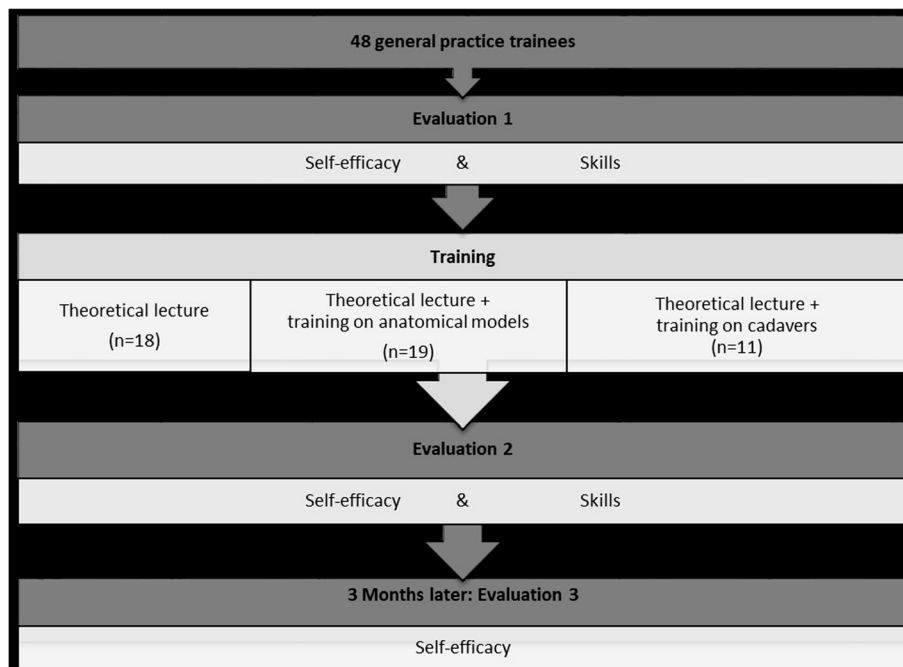 48 general practice trainees
Evaluation 1
Self-efficacy & Skills
Training
Theoretical lecture
(n=18)
Theoretical lecture +
training on anatomical models
(n=19)
Theoretical lecture +
training on cadavers
(n=11)
Evaluation 2
Self-efficacy & Skills
3 Months later: Evaluation 3
Self-efficacy